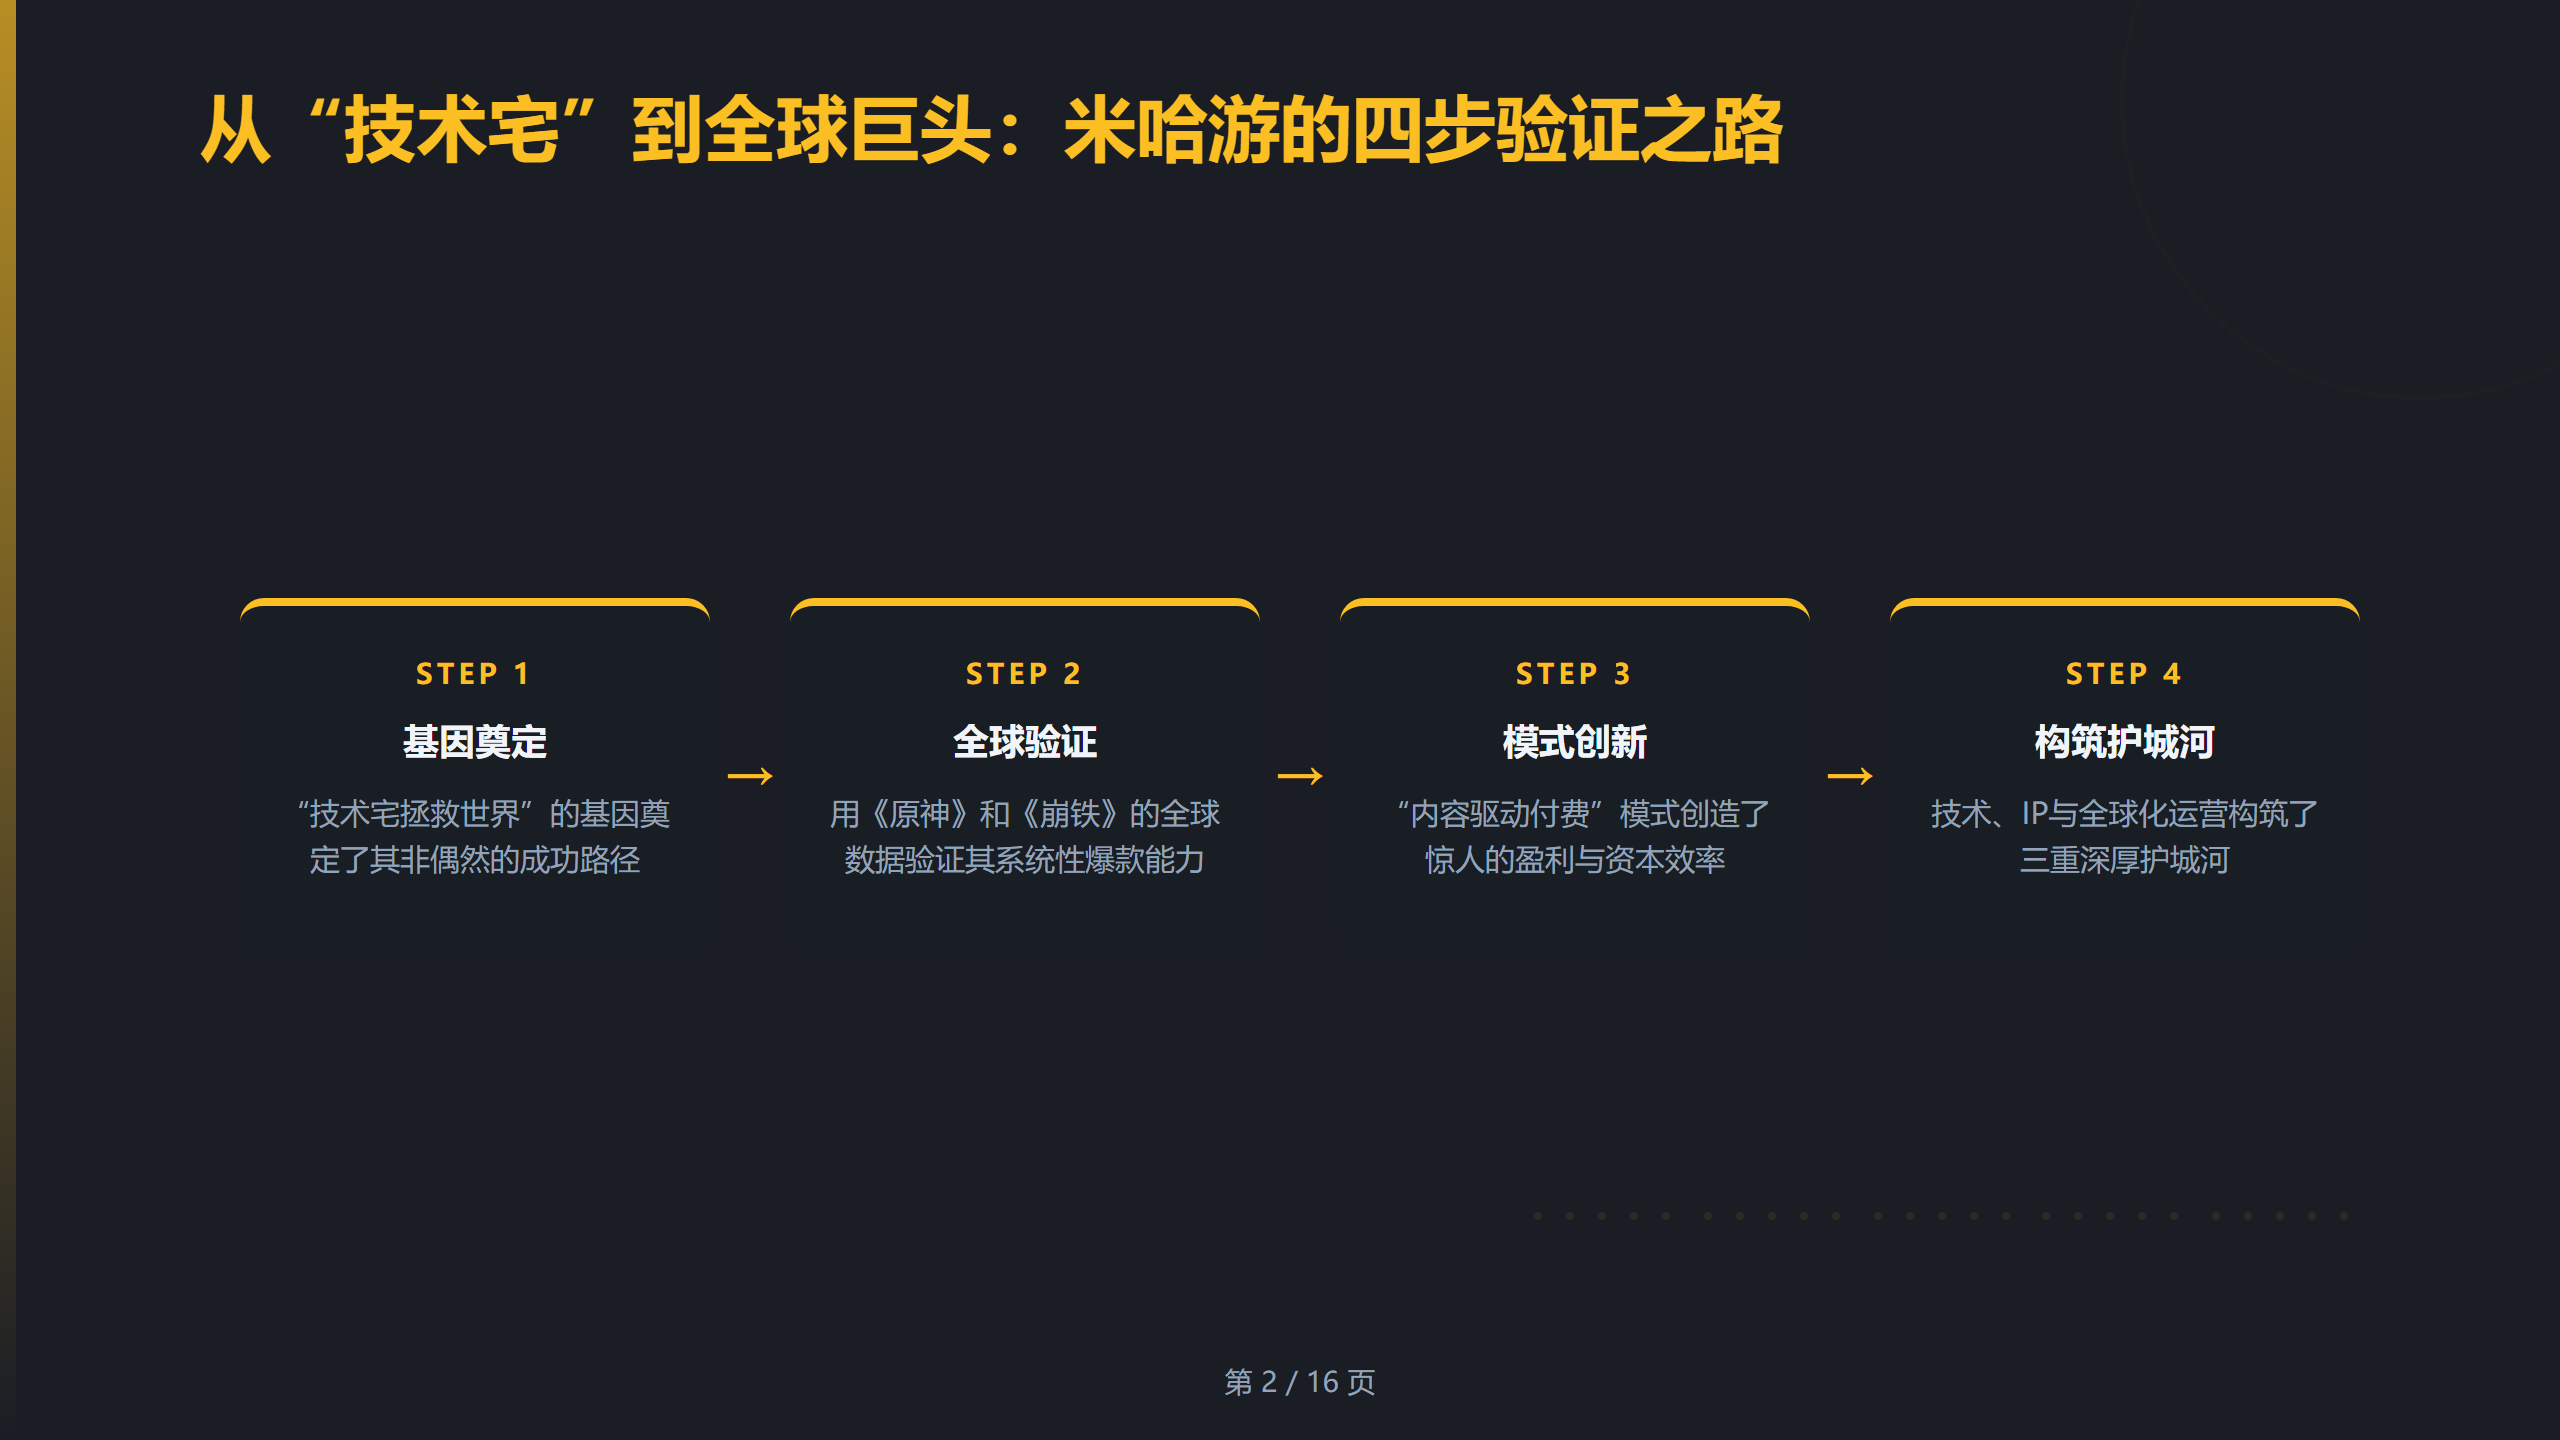 从“技术宅”到全球巨头：米哈游的四步验证之路
STEP 1
基因奠定
“技术宅拯救世界”的基因奠
定了其非偶然的成功路径
→
STEP 2
全球验证
用《原神》和《崩铁》的全球
数据验证其系统性爆款能力
→
STEP 3
模式创新
“内容驱动付费”模式创造了
惊人的盈利与资本效率
→
STEP 4
构筑护城河
技术、IP与全球化运营构筑了
三重深厚护城河
第 2 / 16 页